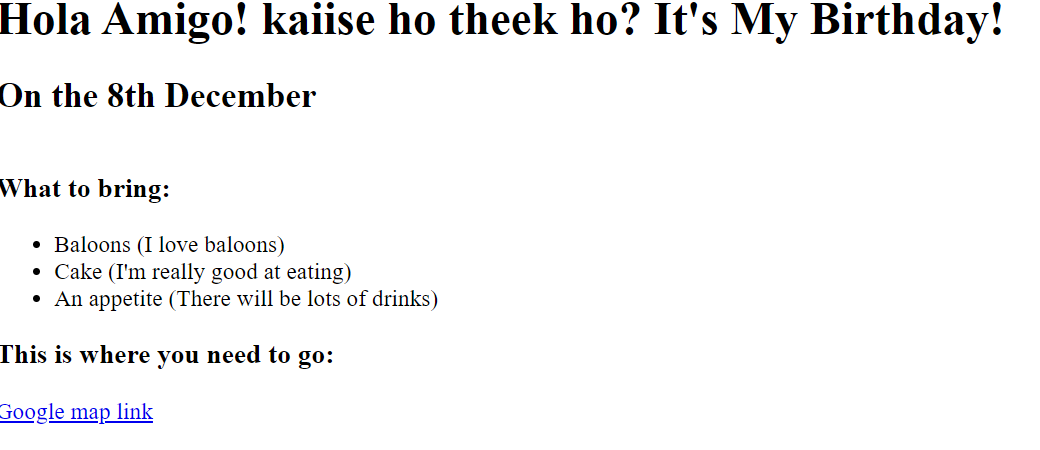 Hola Amigo! kaiise ho theek ho? It's My Birthday!
On the 8th December
What to bring:
Baloons (I love baloons)
Cake (I'm really good at eating)
An appetite (There will be lots of drinks)
This is where you need to go:
Google map link